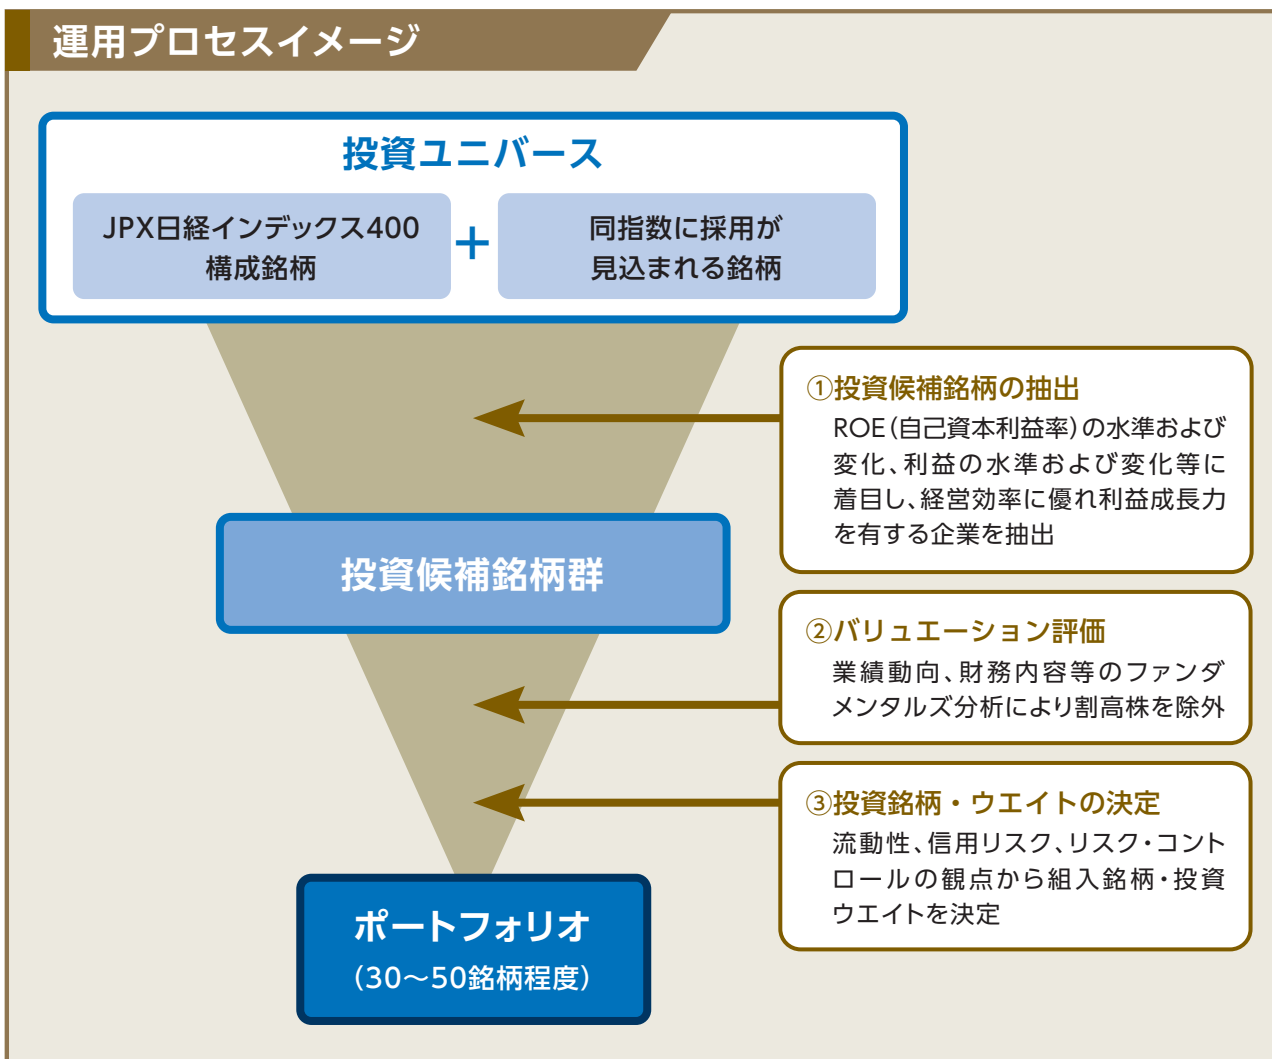 運用プロセスイメージ
投資ユニバース
JPX日経インデックス400
構成銘柄
+
同指数に採用が
見込まれる銘柄
①投資候補銘柄の抽出
ROE(自己資本利益率)の水準および
変化、利益の水準および変化等に
着目し、経営効率に優れ利益成長力
を有する企業を抽出
投資候補銘柄群
②バリュエーション評価
業績動向、財務内容等のファンダ
メンタルズ分析により割高株を除外
③投資銘柄・ウエイトの決定
流動性、信用リスク、リスク・コント
ロールの観点から組入銘柄・投資
ウエイトを決定
ポートフォリオ
(30～50銘柄程度)